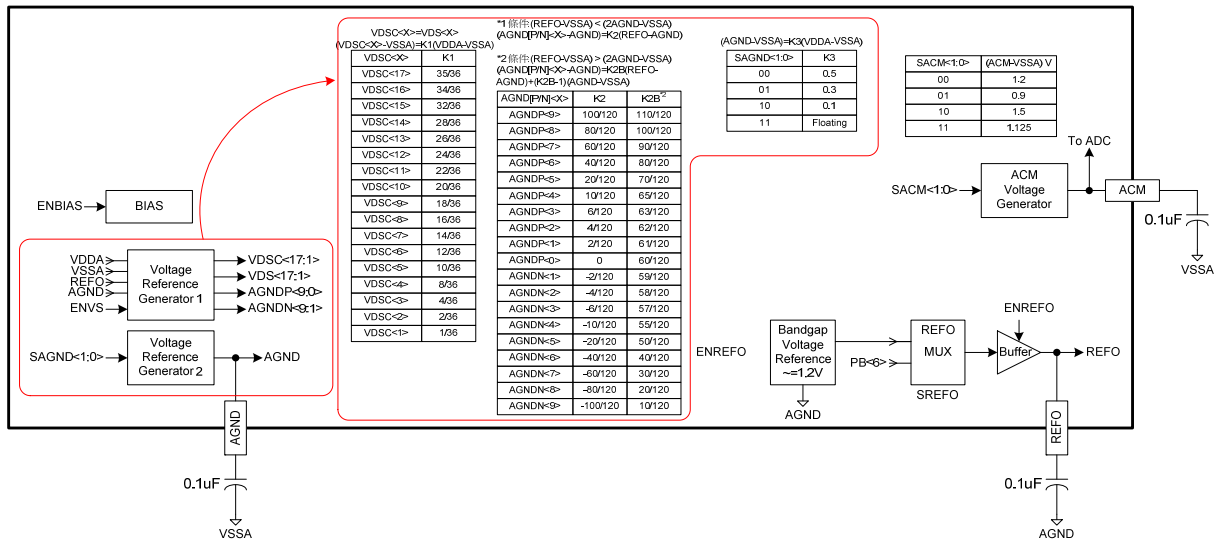 VDSC<X>=VDS<X>
(VDSC<X>-VSSA)=K1(VDDA-VSSA)
VDSC<X> K1
VDSC<17> 35/36
VDSC<16> 34/36
VDSC<15> 32/36
VDSC<14> 28/36
VDSC<13> 26/36
VDSC<12> 24/36
VDSC<11> 22/36
VDSC<10> 20/36
VDSC<9> 18/36
VDSC<8> 16/36
VDSC<7> 14/36
VDSC<6> 12/36
VDSC<5> 10/36
VDSC<4> 8/36
VDSC<3> 4/36
VDSC<2> 2/36
VDSC<1> 1/36
*1 條件:(REFO-VSSA) < (2AGND-VSSA)
(AGND[P/N]<X>-AGND)=K2(REFO-AGND)
*2 條件:(REFO-VSSA) > (2AGND-VSSA)
(AGND[P/N]<X>-AGND)=K2B(REFO-
AGND)+(K2B-1)(AGND-VSSA)
AGND[P/N]<X> K2 K2B*2
AGNDP<9> 100/120 110/120
AGNDP<8> 80/120 100/120
AGNDP<7> 60/120 90/120
AGNDP<6> 40/120 80/120
AGNDP<5> 20/120 70/120
AGNDP<4> 10/120 65/120
AGNDP<3> 6/120 63/120
AGNDP<2> 4/120 62/120
AGNDP<1> 2/120 61/120
AGNDP<0> 0 60/120
AGNDN<1> -2/120 59/120
AGNDN<2> -4/120 58/120
AGNDN<3> -6/120 57/120
AGNDN<4> -10/120 55/120
AGNDN<5> -20/120 50/120
AGNDN<6> -40/120 40/120
AGNDN<7> -60/120 30/120
AGNDN<8> -80/120 20/120
AGNDN<9> -100/120 10/120
(AGND-VSSA)=K3(VDDA-VSSA)
SAGND<1:0> K3
00 0.5
01 0.3
10 0.1
11 Floating
SACM<1:0> (ACM-VSSA) V
00 1.2
01 0.9
10 1.5
11 1.125
To ADC
SACM<1:0>
ACM
Voltage
Generator
ACM
0.1uF
VSSA
ENBIAS
BIAS
VDDA
VSSA
REFO
AGND
ENVS
Voltage
Reference
Generator 1
VDSC<17:1>
VDS<17:1>
AGNDP<9:0>
AGNDN<9:1>
SAGND<1:0>
Voltage
Reference
Generator 2
AGND
AGND
0.1uF
VSSA
ENREFO
Bandgap
Voltage
Reference
~=1.2V
AGND
PB<6>
REFO
MUX
SREFO
ENREFO
Buffer
REFO
REFO
0.1uF
AGND